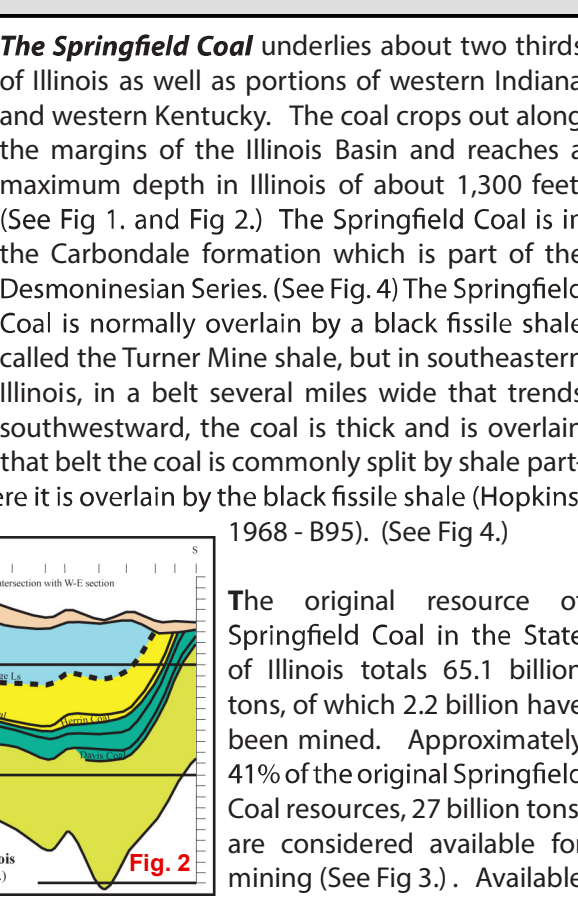 The Springfield Coal underlies about two thirds
of Illinois as well as portions of western Indiana
and western Kentucky. The coal crops out along
the margins of the Illinois Basin and reaches a
maximum depth in Illinois of about 1,300 feet
(See Fig 1. and Fig 2.) The Springfield Coal is in
the Carbondale formation which is part of the
Desmoninesian Series. (See Fig. 4) The Springfield
Coal is normally overlain by a black fissile shale
called the Turner Mine shale, but in southeastern
Illinois, in a belt several miles wide that trends
southwestward, the coal is thick and is overlain
that belt the coal is commonly split by shale part-
ere it is overlain by the black fissile shale (Hopkins
1968 - B95). (See Fig 4.)
S
ntersection with W-E section
ge Ls
al
Herrin Coal
Davis Coal
ois
.)
Fig. 2
The original resource of
Springfield Coal in the State
of Illinois totals 65.1 billion
tons, of which 2.2 billion have
been mined. Approximately
41% of the original Springfield
Coal resources, 27 billion tons
are considered available for
mining (See Fig 3.) . Available